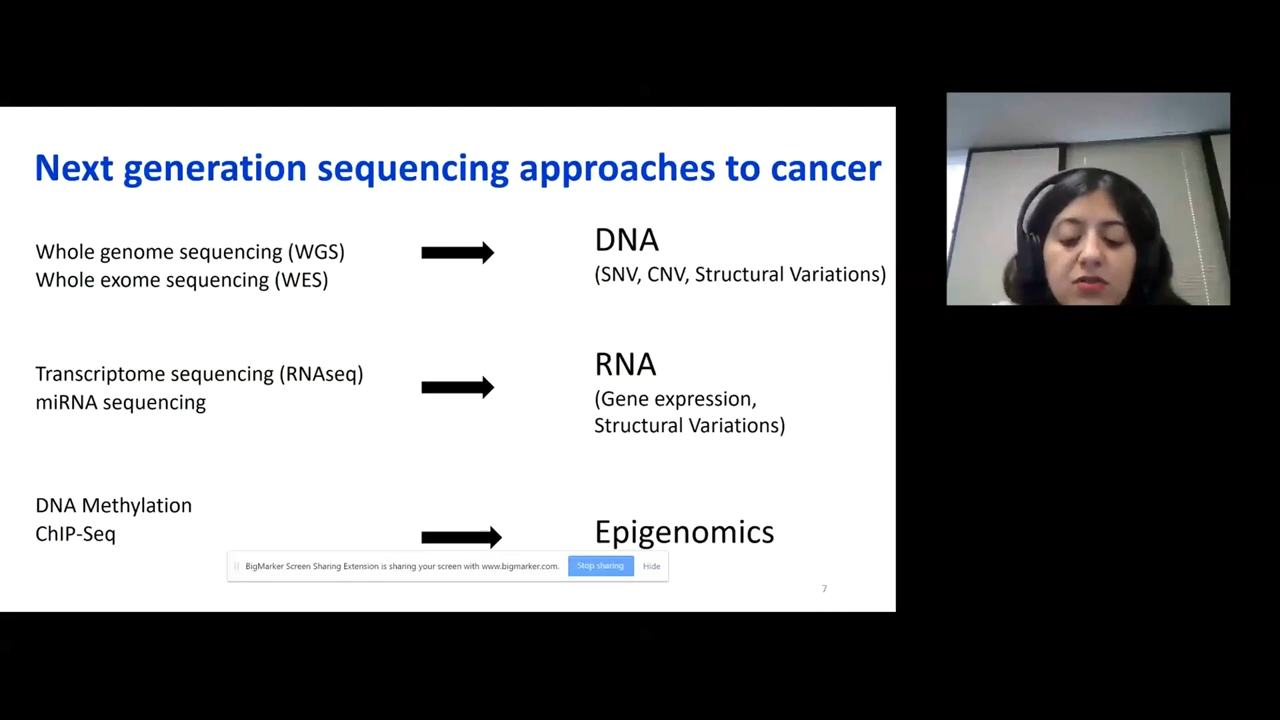 Next generation sequencing approaches to cancer
Whole genome sequencing (WGS)
Whole exome sequencing (WES)
DNA
(SNV, CNV, Structural Variations)
Transcriptome sequencing (RNAseq)
miRNA sequencing
RNA
(Gene expression,
Structural Variations)
DNA Methylation
ChIP-Seq
Epigenomics
BigMarker Screen Sharing Extension is sharing your screen with www.bigmarker.com.
Stop sharing
Hide
7